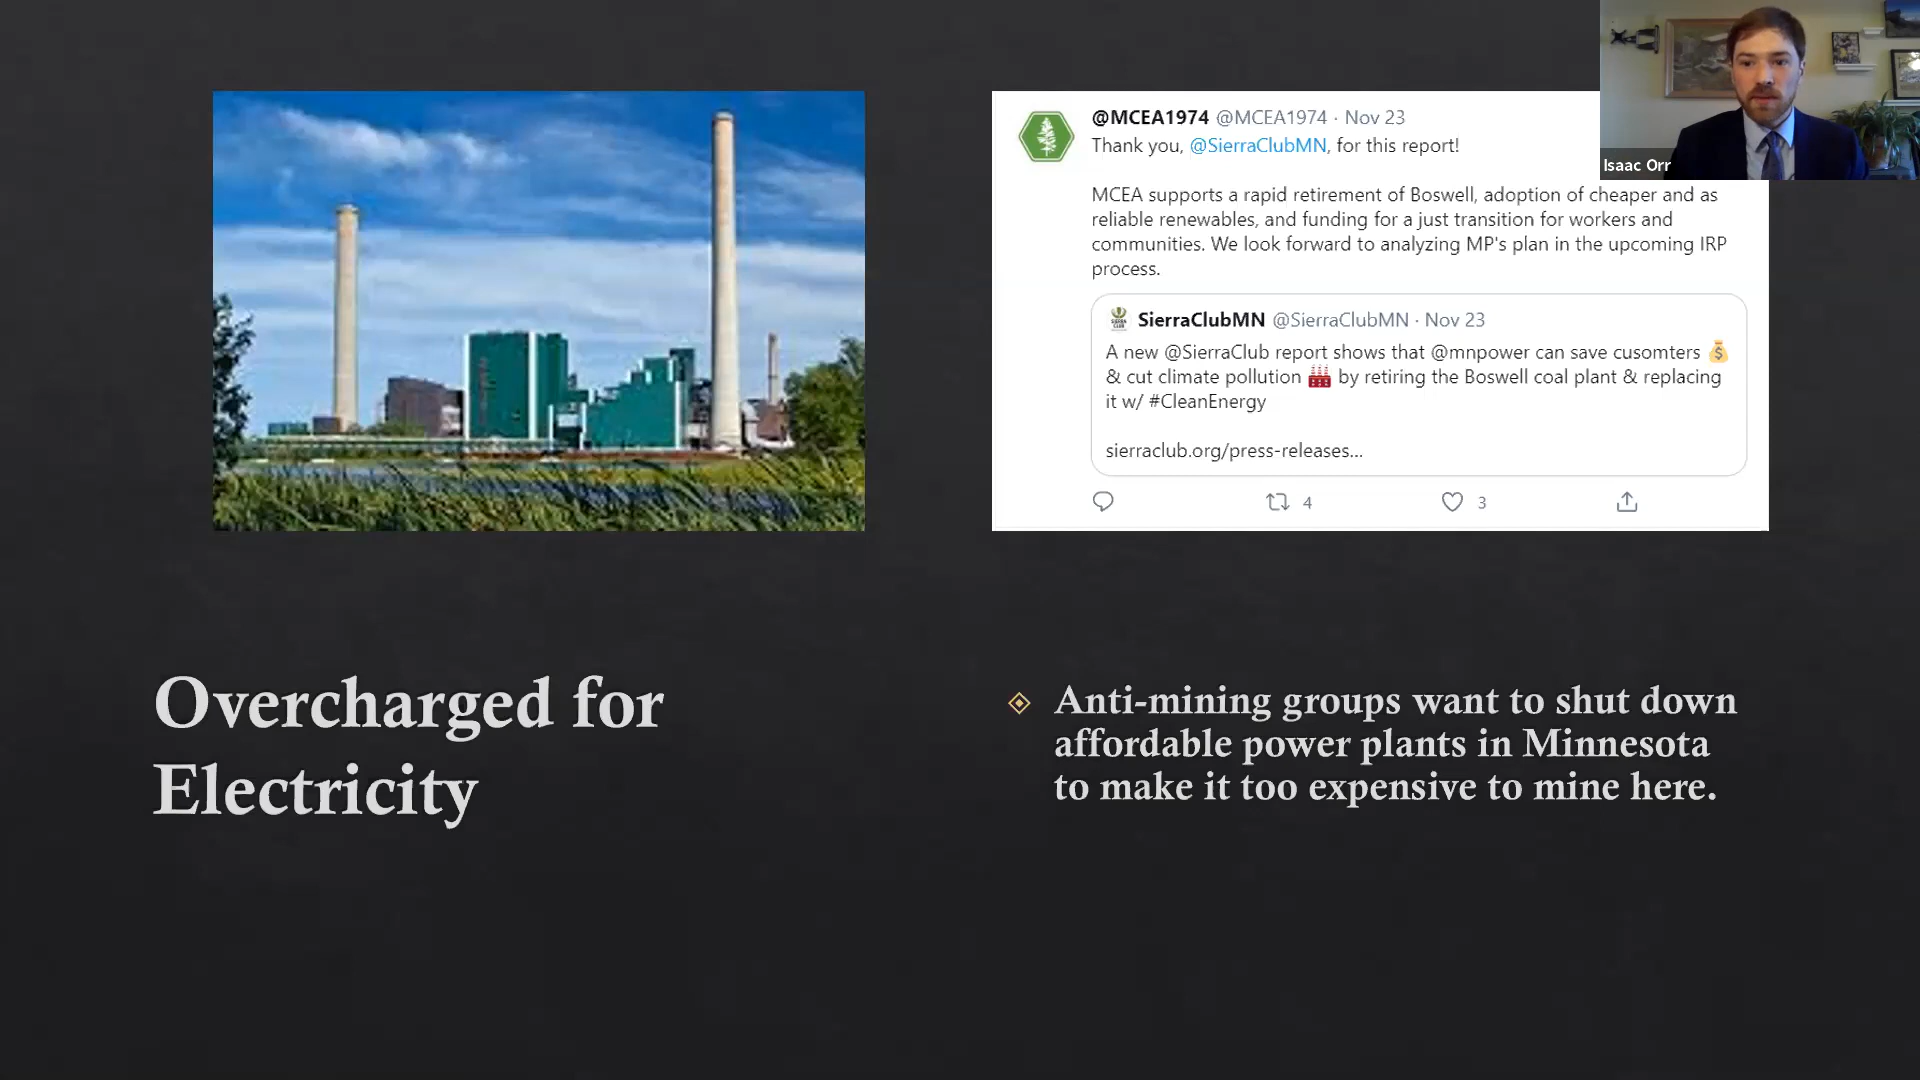 @MCEA1974 @MCEA1974 · Nov 23
Thank you, @SierraClubMN, for this report!
MCEA supports a rapid retirement of Boswell, adoption of cheaper and as
reliable renewables, and funding for a just transition for workers and
communities. We look forward to analyzing MP's plan in the upcoming IRP
process.
SierraClubMN @SierraClubMN · Nov 23
A new @SierraClub report shows that @mnpower can save cusomters 💰
& cut climate pollution 🏭 by retiring the Boswell coal plant & replacing
it w/ #CleanEnergy
sierraclub.org/press-releases...
4 3
Isaac Orr
Overcharged for
Electricity
Anti-mining groups want to shut down
affordable power plants in Minnesota
to make it too expensive to mine here.